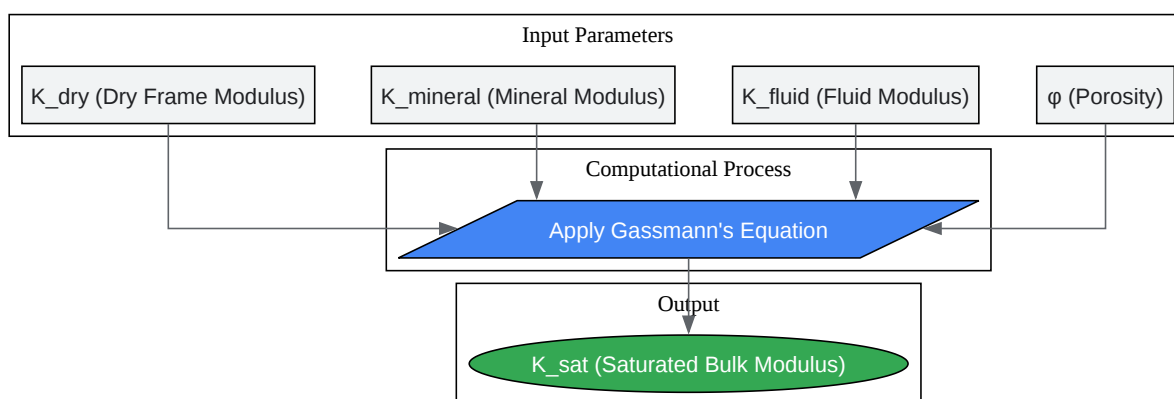 Input Parameters
K_dry (Dry Frame Modulus)
K_mineral (Mineral Modulus)
K_fluid (Fluid Modulus)
φ (Porosity)
Computational Process
Apply Gassmann's Equation
Output
K_sat (Saturated Bulk Modulus)